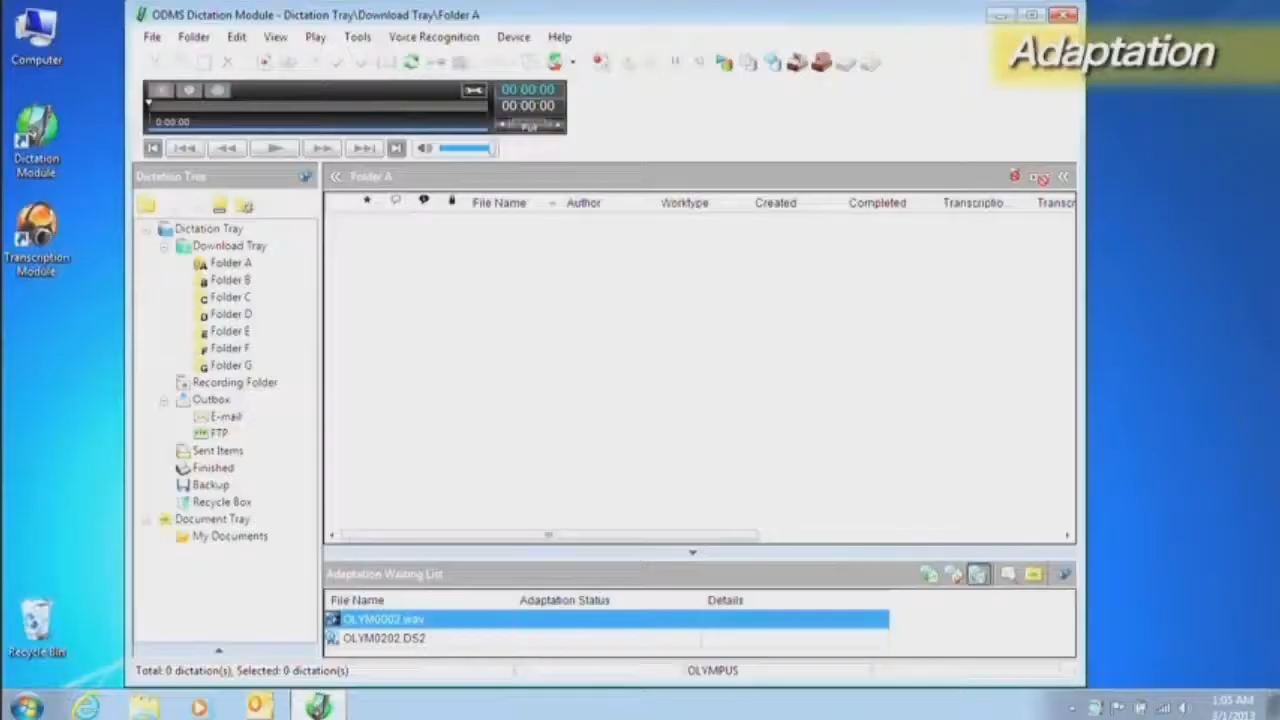 Computer
Dictation
Module
Transcription
Module
Recycle Bin
ODMS Dictation Module - Dictation Tray\Download Tray\Folder A
Adaptation
File Folder Edit View Play Tools Voice Recognition Device Help
00:00:00
00:00:00
0:00:00
Full
Dictation Tree
Folder A
File Name Author Worktype Created Completed Transcriptio... Transcr
Dictation Tray
Download Tray
Folder A
Folder B
Folder C
Folder D
Folder E
Folder F
Folder G
Recording Folder
Outbox
E-mail
FTP
Sent Items
Finished
Backup
Recycle Box
Document Tray
My Documents
Adaptation Waiting List
File Name Adaptation Status Details
OLYM0002.wav
OLYM0202.DS2
Total: 0 dictation(s), Selected: 0 dictation(s)
OLYMPUS
1:05 AM
3/1/2013